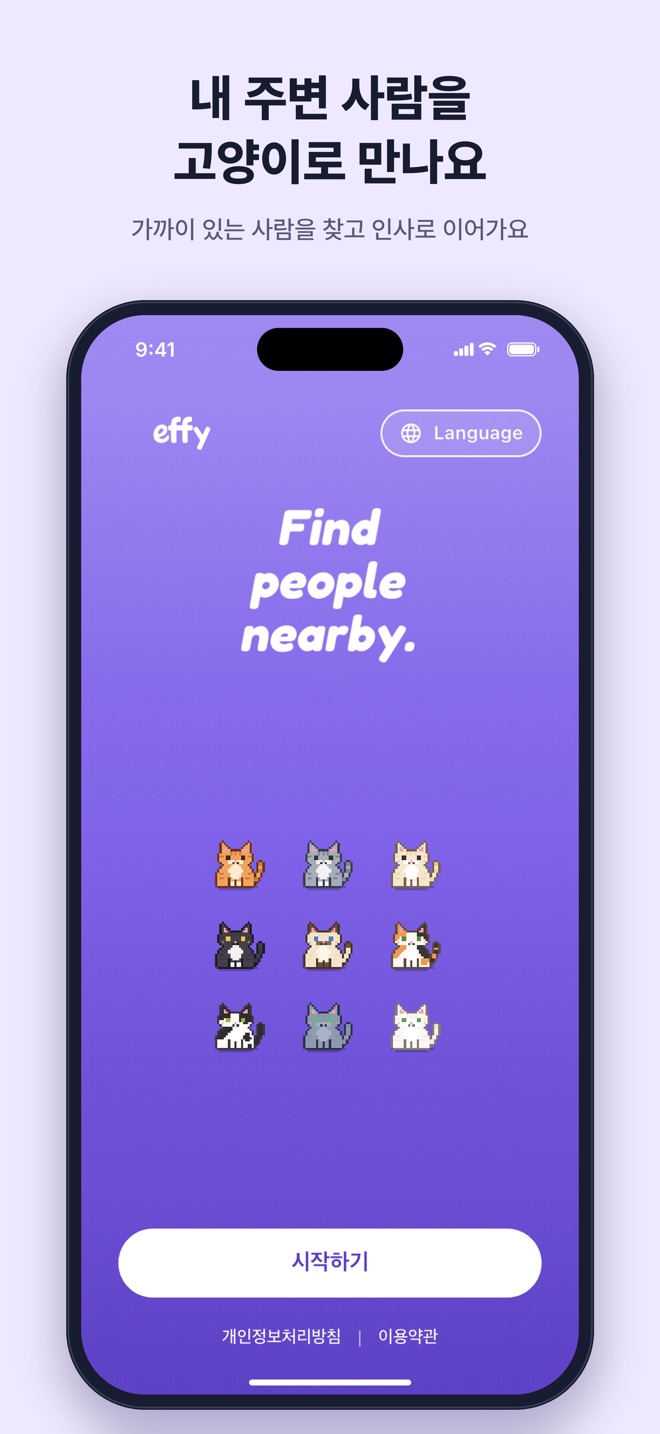 내 주변 사람을
고양이로 만나요
가까이 있는 사람을 찾고 인사로 이어가요
9:41
effy
Language
Find
people
nearby.
시작하기
개인정보처리방침 | 이용약관